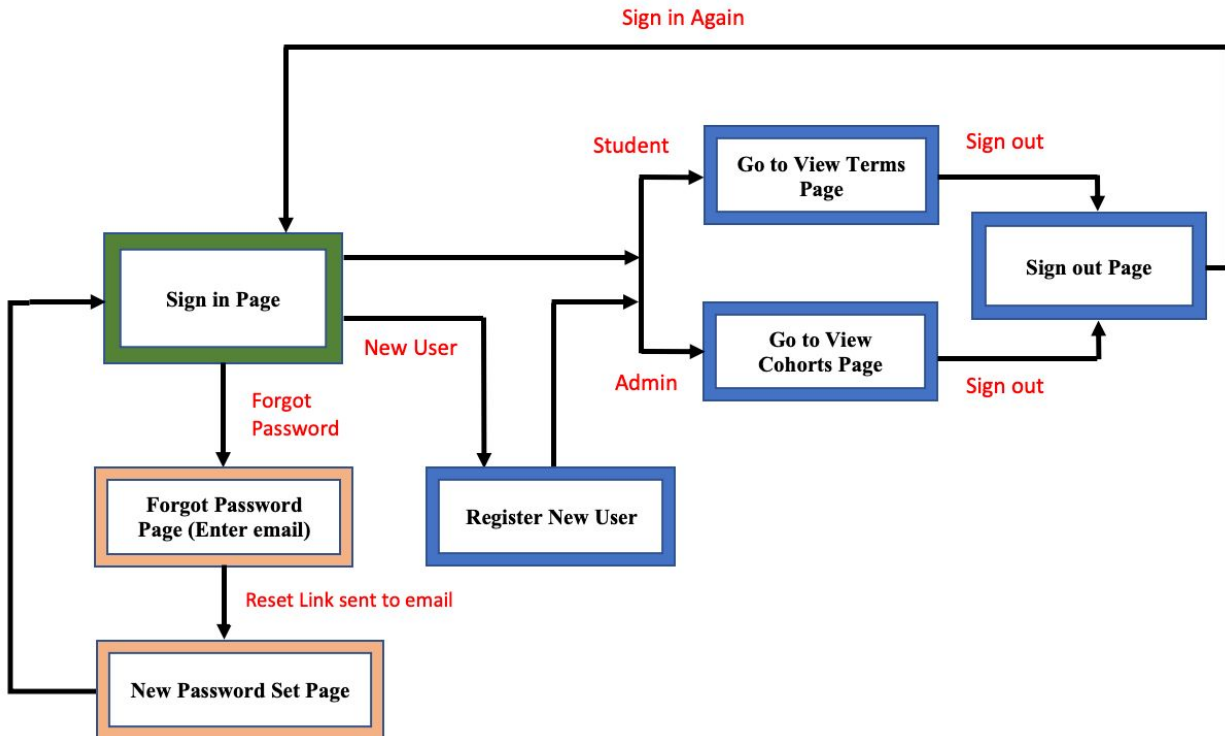 Sign in Again
Student
Go to View Terms
Page
Sign out
Sign in Page
Sign out Page
New User
Go to View
Cohorts Page
Admin
Sign out
Forgot
Password
Forgot Password
Page (Enter email)
Register New User
Reset Link sent to email
New Password Set Page